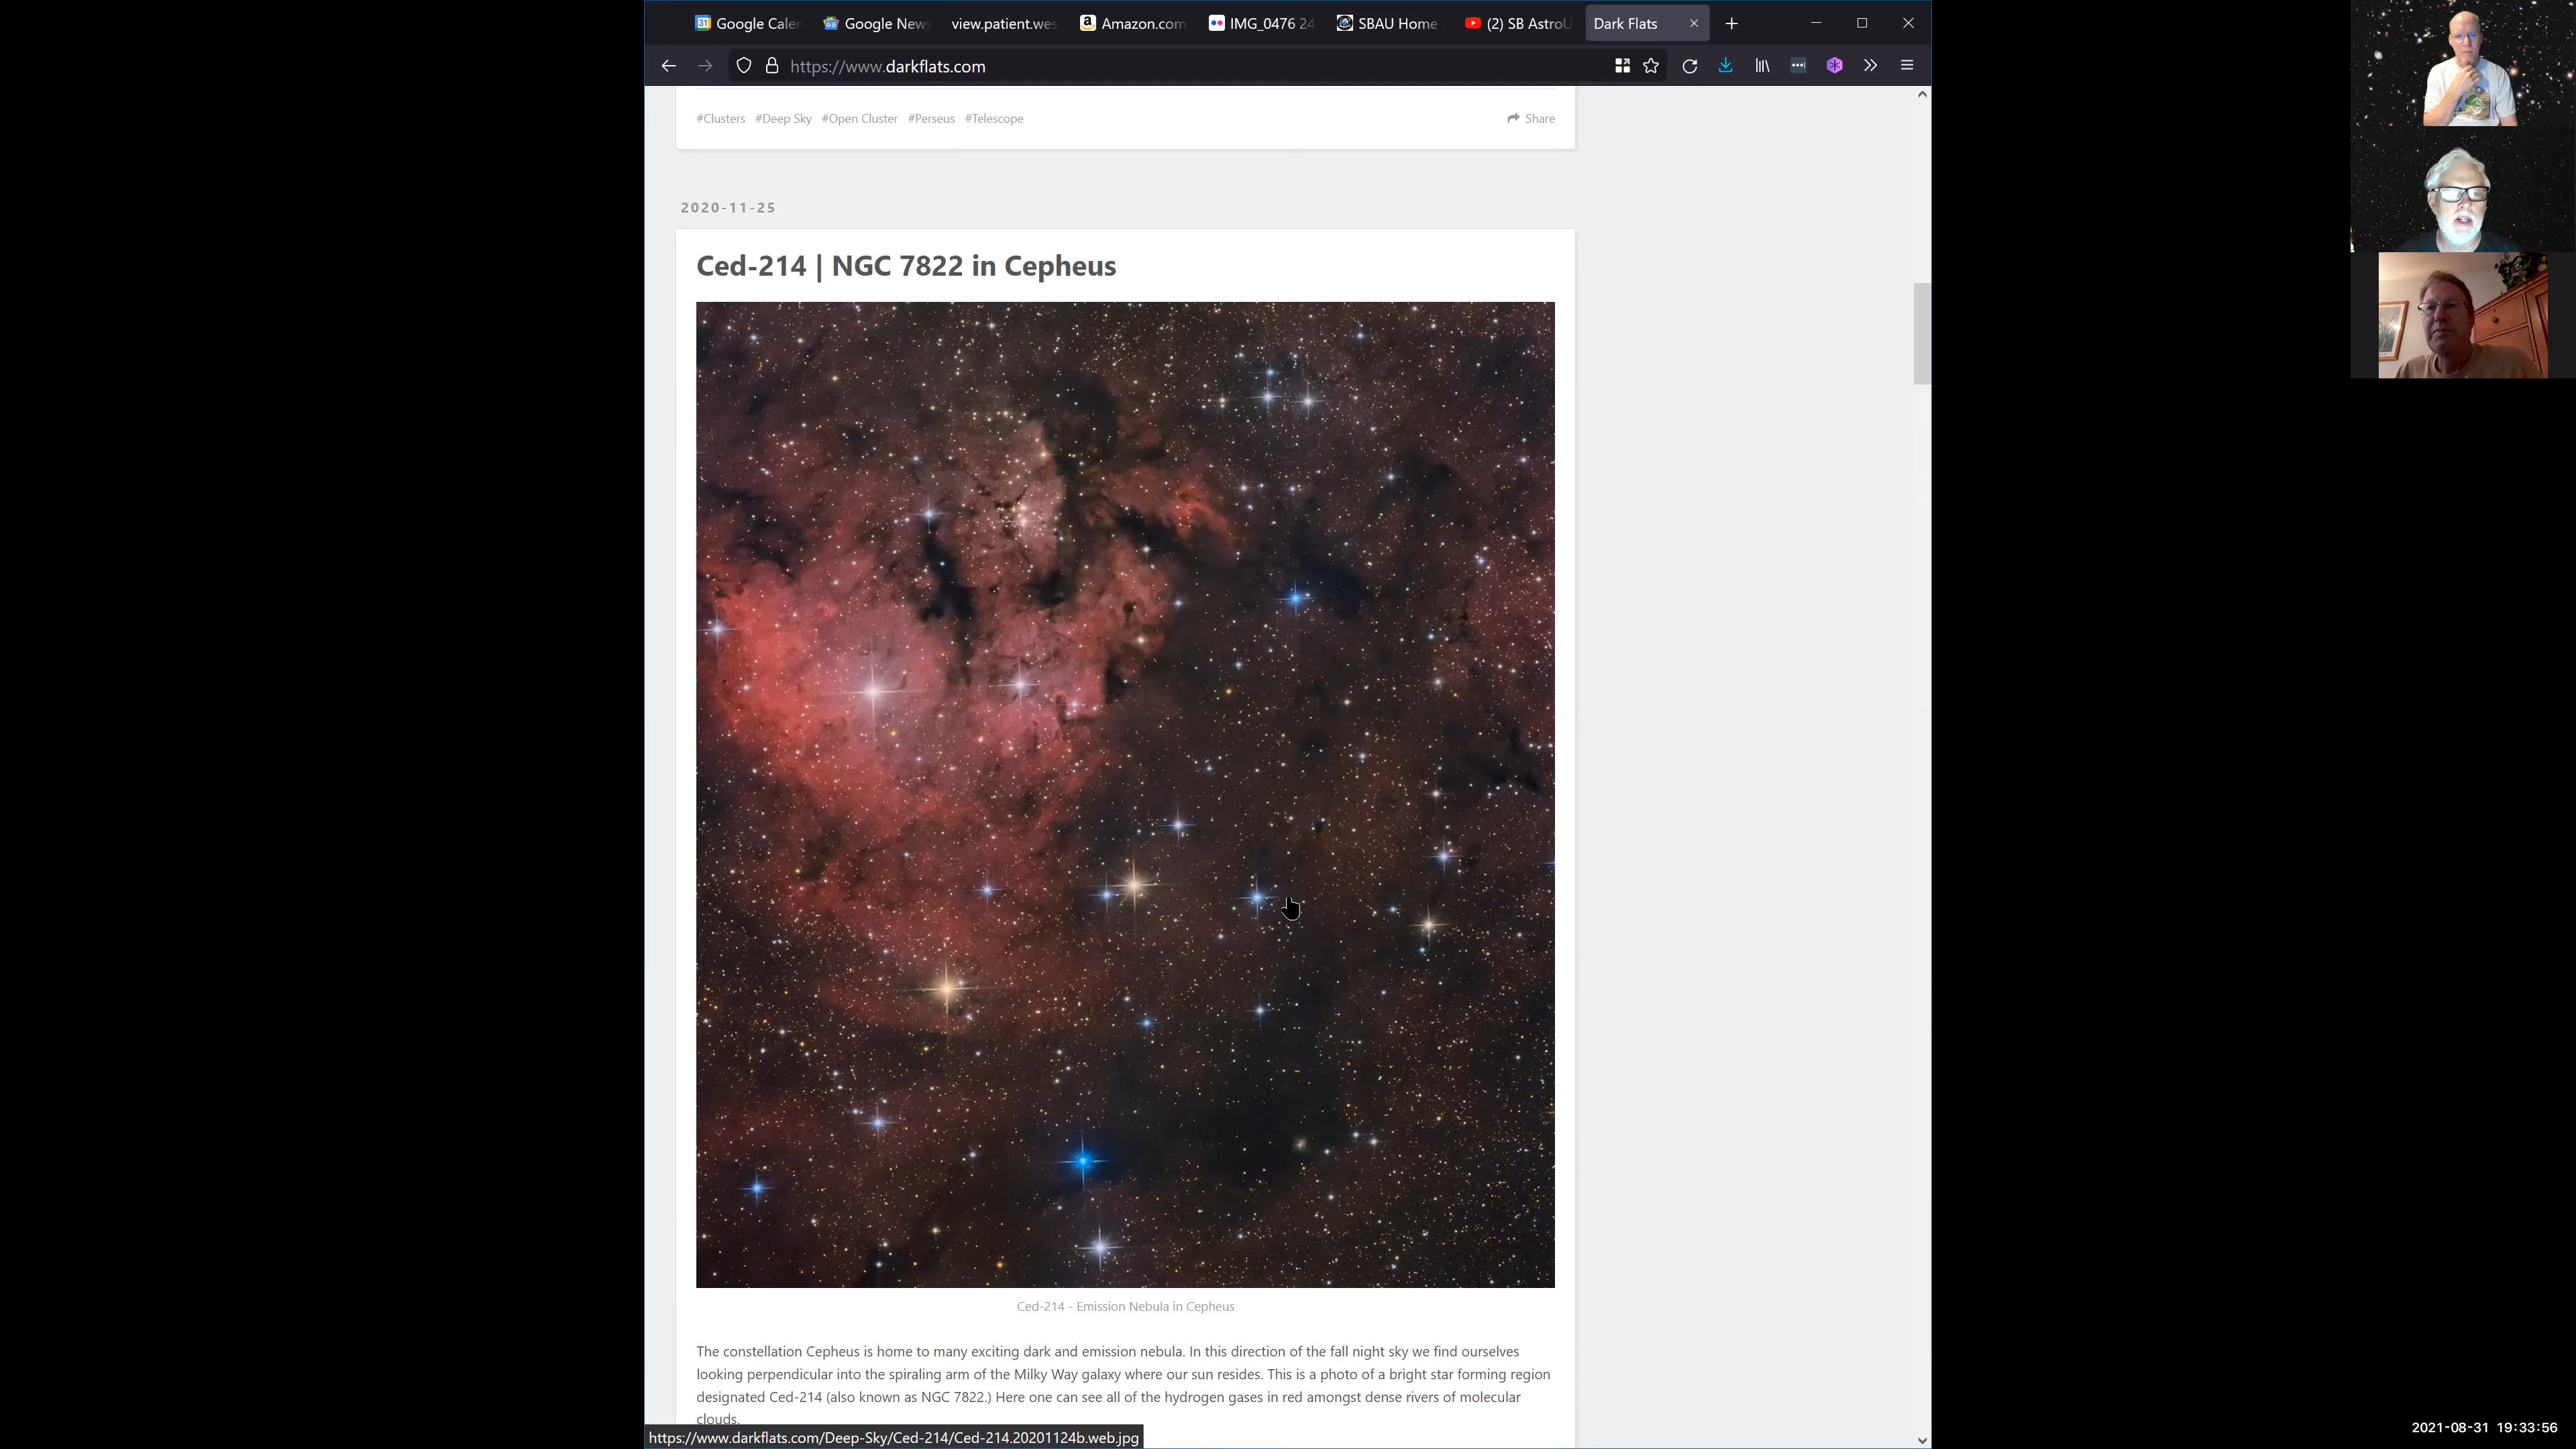 Google Caler
Google News
view.patient.wes
Amazon.com
IMG_0476 24
SBAU Home
(2) SB AstroU
Dark Flats
https://www.darkflats.com
#Clusters #Deep Sky #Open Cluster #Perseus #Telescope
Share
2020-11-25
Ced-214 | NGC 7822 in Cepheus
Ced-214 - Emission Nebula in Cepheus
The constellation Cepheus is home to many exciting dark and emission nebula. In this direction of the fall night sky we find ourselves
looking perpendicular into the spiraling arm of the Milky Way galaxy where our sun resides. This is a photo of a bright star forming region
designated Ced-214 (also known as NGC 7822.) Here one can see all of the hydrogen gases in red amongst dense rivers of molecular
clouds.
https://www.darkflats.com/Deep-Sky/Ced-214/Ced-214.20201124b.web.jpg
2021-08-31 19:33:56